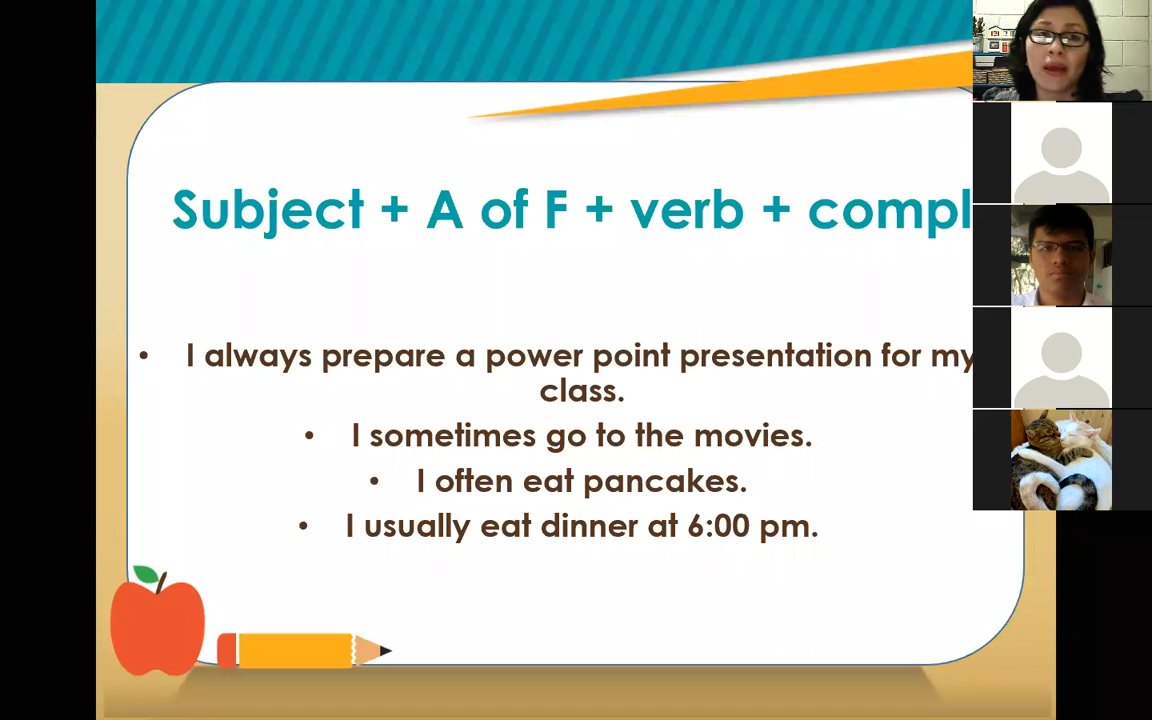 Subject + A of F + verb + compl
• I always prepare a power point presentation for my
class.
• I sometimes go to the movies.
• I often eat pancakes.
• I usually eat dinner at 6:00 pm.